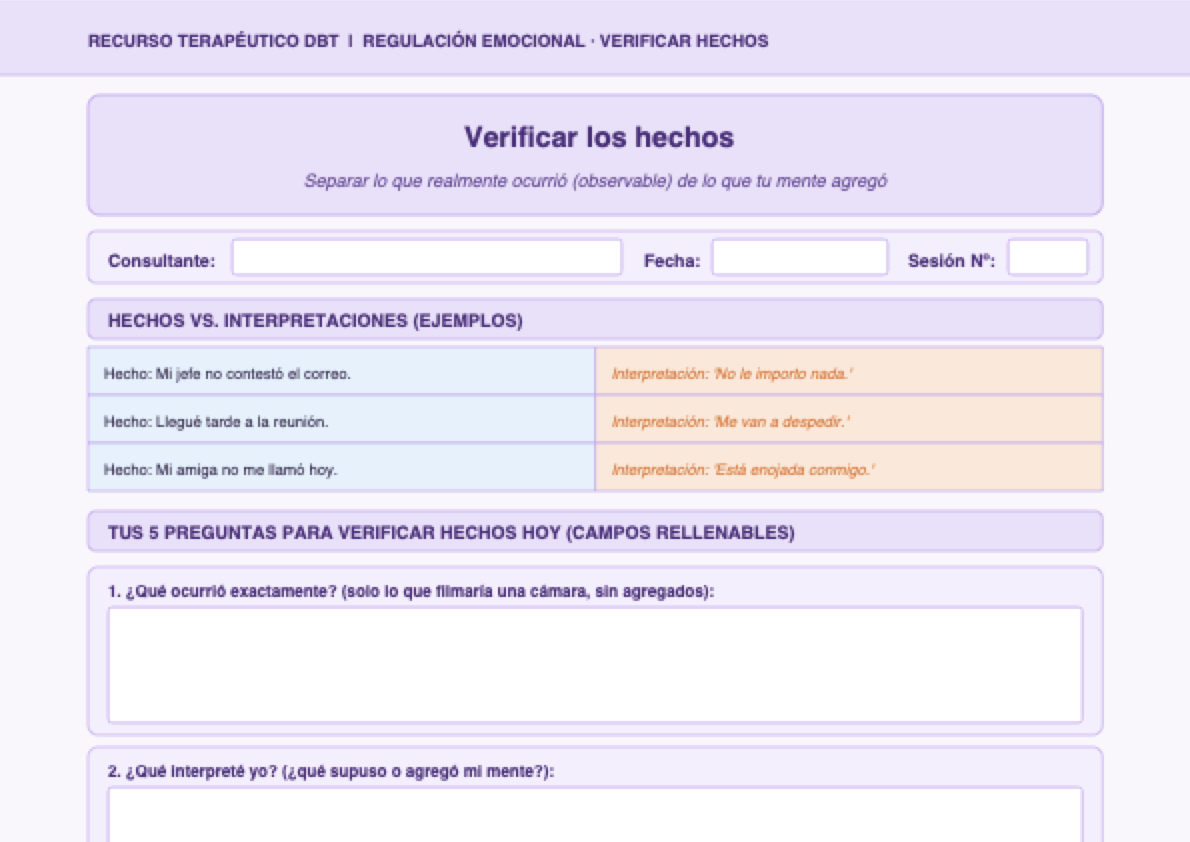 RECURSO TERAPÉUTICO DBT | REGULACIÓN EMOCIONAL · VERIFICAR HECHOS
Verificar los hechos
Separar lo que realmente ocurrió (observable) de lo que tu mente agregó
Consultante: Fecha: Sesión Nº:
HECHOS VS. INTERPRETACIONES (EJEMPLOS)
Hecho: Mi jefe no contestó el correo. Interpretación: 'No le importo nada.'
Hecho: Llegué tarde a la reunión. Interpretación: 'Me van a despedir.'
Hecho: Mi amiga no me llamó hoy. Interpretación: 'Está enojada conmigo.'
TUS 5 PREGUNTAS PARA VERIFICAR HECHOS HOY (CAMPOS RELLENABLES)
1. ¿Qué ocurrió exactamente? (solo lo que filmaría una cámara, sin agregados):
2. ¿Qué interpreté yo? (¿qué supuso o agregó mi mente?):